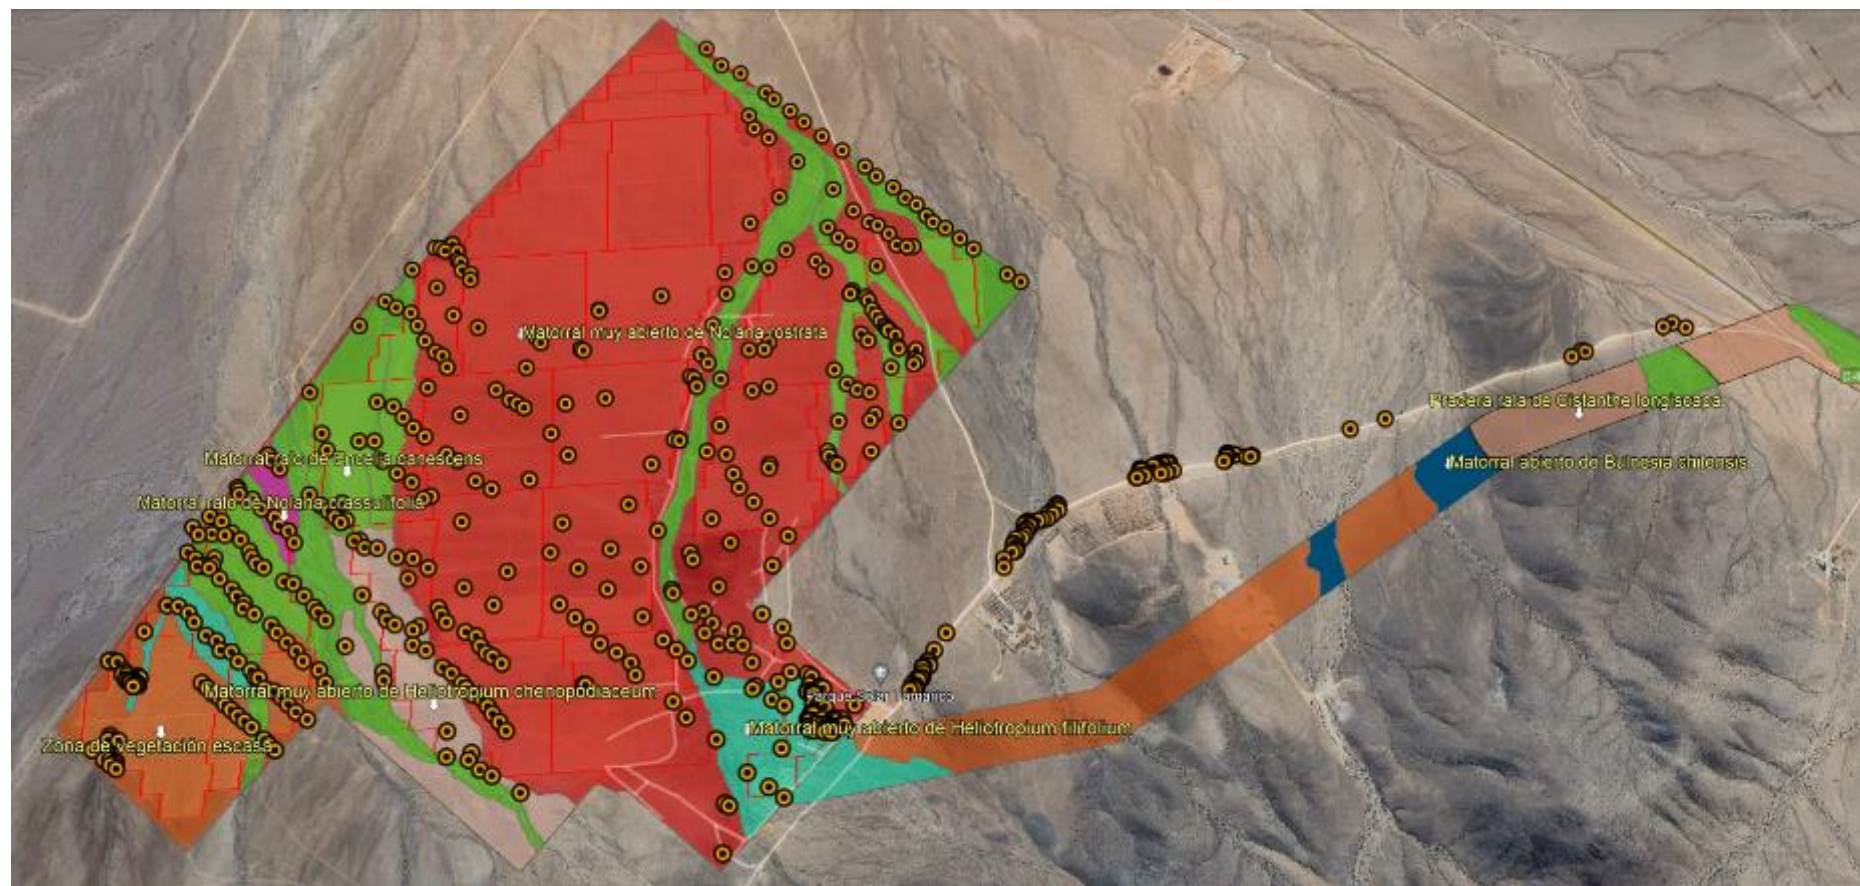 Matorral muy abierto de Nolana rostrata
Pradera rala de Cistanthe longiscapa
Matorral ralo de Encelia canescens
Matorral abierto de Bulnesia chilensis
Matorral ralo de Nolana crassulifolia
Matorral muy abierto de Heliotropium chenopodiaceum
Parque Solar Tamarico
Matorral muy abierto de Heliotropium filifolium
Zona de vegetación escasa